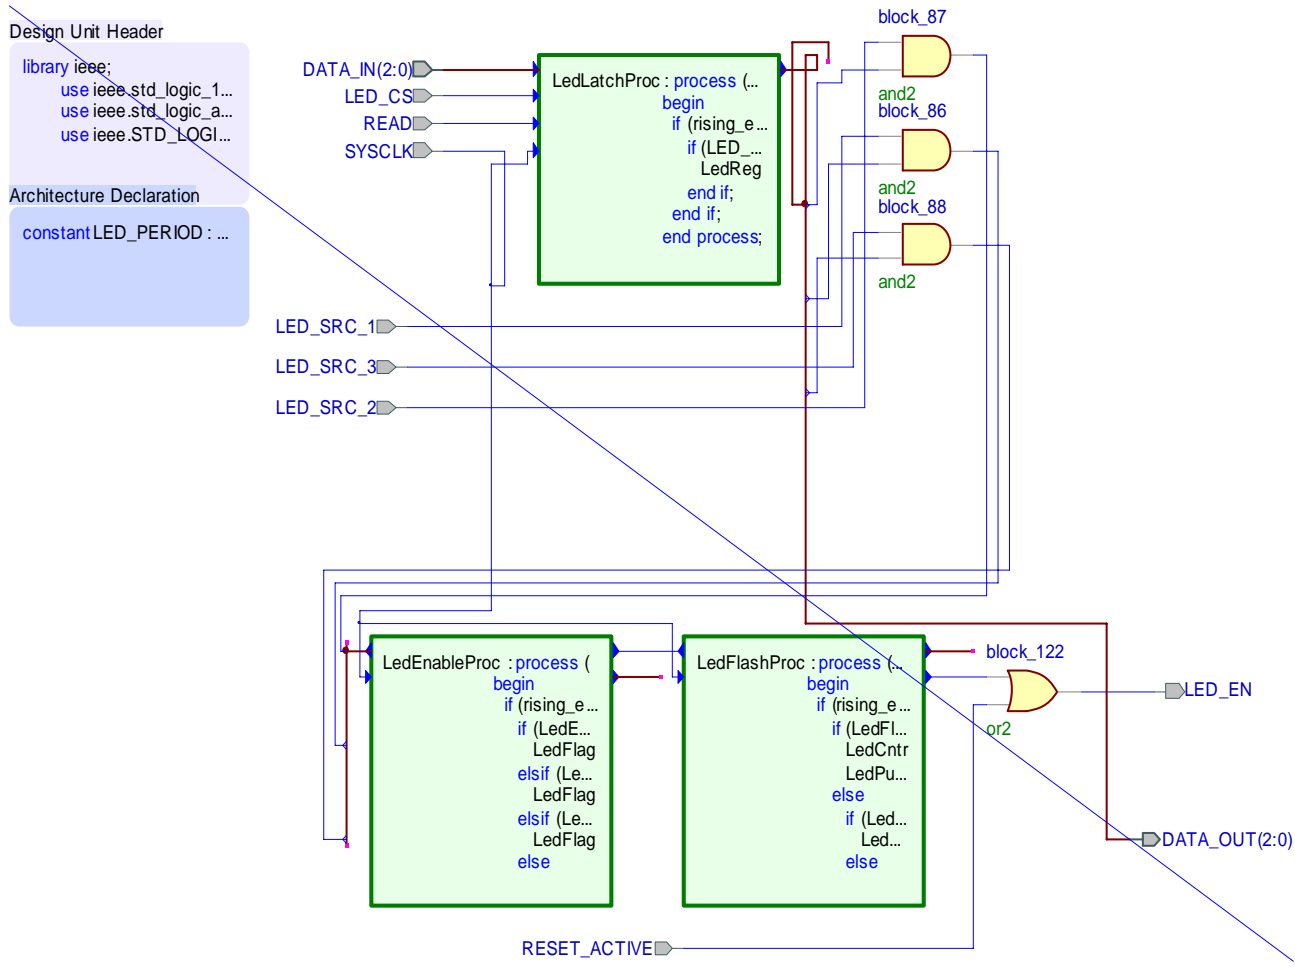 Design Unit Header
library ieee;
use ieee.std_logic_1...
use ieee.std_logic_a...
use ieee.STD_LOGI...
Architecture Declaration
constant LED_PERIOD : ...
DATA_IN(2:0)
LED_CS
READ
SYSCLK
LedLatchProc : process (...
begin
if (rising_e...
if (LED_...
LedReg
end if;
end if;
end process;
block_87
and2
block_86
and2
block_88
and2
LED_SRC_1
LED_SRC_3
LED_SRC_2
LedEnableProc : process (
begin
if (rising_e...
if (LedE...
LedFlag
elsif (Le...
LedFlag
elsif (Le...
LedFlag
else
LedFlashProc : process (...
begin
if (rising_e...
if (LedFl...
LedCntr
LedPu...
else
if (Led...
Led...
else
block_122
or2
LED_EN
DATA_OUT(2:0)
RESET_ACTIVE